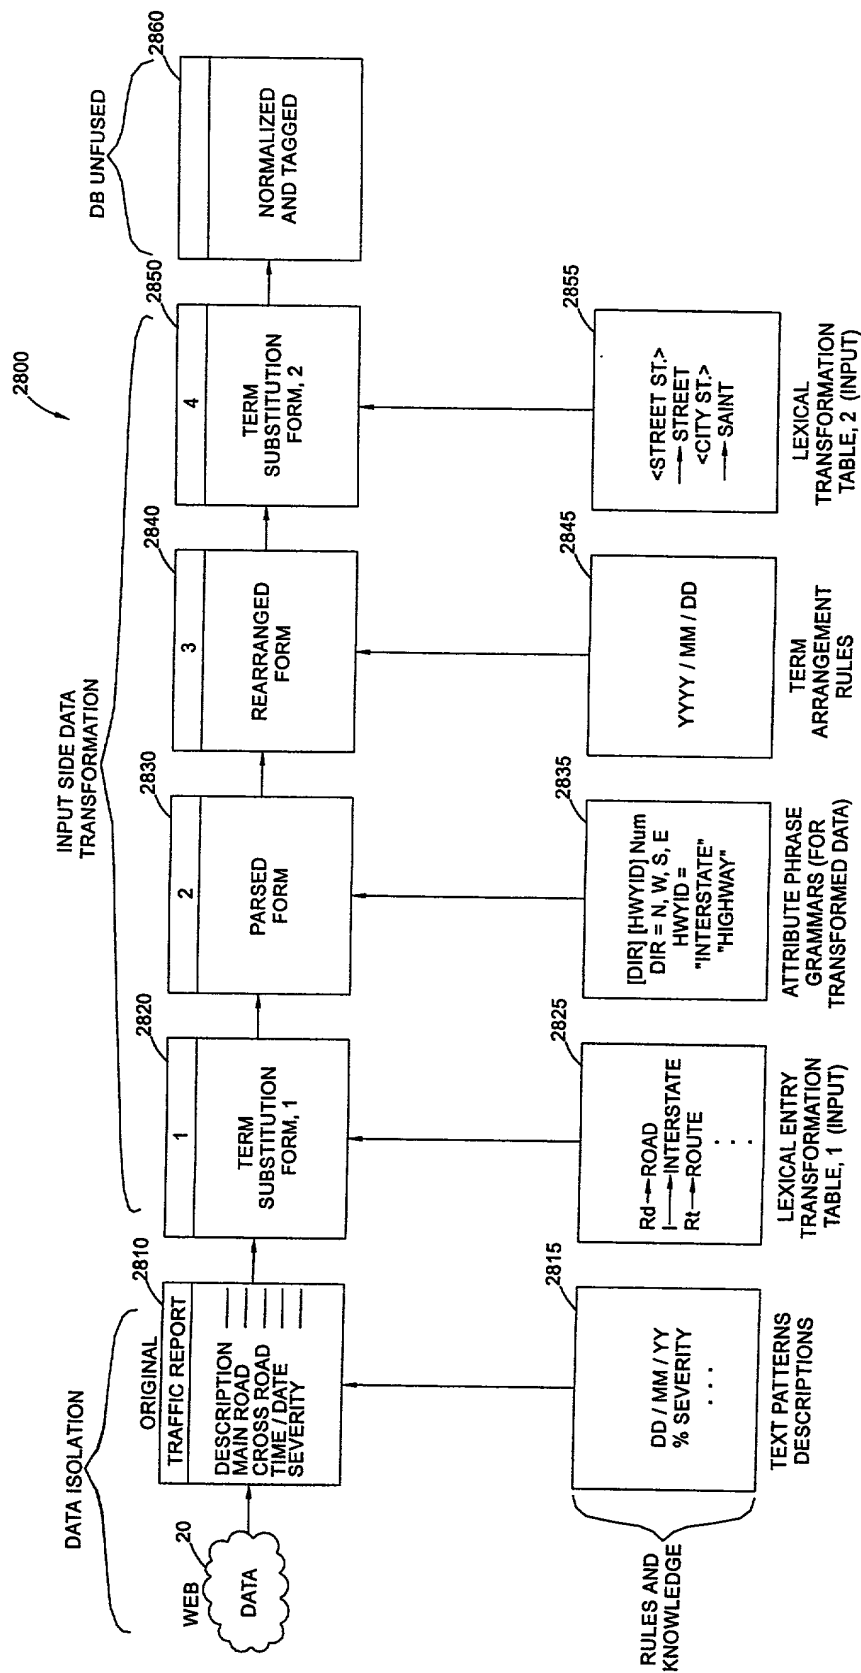 2800
DATA ISOLATION
INPUT SIDE DATA
TRANSFORMATION
DB UNFUSED
WEB
20
DATA
ORIGINAL
2810
TRAFFIC REPORT
DESCRIPTION
MAIN ROAD
CROSS ROAD
TIME / DATE
SEVERITY
2820
1
TERM
SUBSTITUTION
FORM, 1
2830
2
PARSED
FORM
2840
3
REARRANGED
FORM
2850
4
TERM
SUBSTITUTION
FORM, 2
2860
NORMALIZED
AND TAGGED
RULES AND
KNOWLEDGE
2815
DD / MM / YY
% SEVERITY
. . .
TEXT PATTERNS
DESCRIPTIONS
2825
Rd → ROAD
I → INTERSTATE
Rt → ROUTE
. . .
LEXICAL ENTRY
TRANSFORMATION
TABLE, 1 (INPUT)
2835
[DIR] [HWYID] Num
DIR = N, W, S, E
HWYID =
"INTERSTATE"
"HIGHWAY"
ATTRIBUTE PHRASE
GRAMMARS (FOR
TRANSFORMED DATA)
2845
YYYY / MM / DD
TERM
ARRANGEMENT
RULES
2855
<STREET ST.>
→ STREET
<CITY ST.>
→ SAINT
LEXICAL
TRANSFORMATION
TABLE, 2 (INPUT)